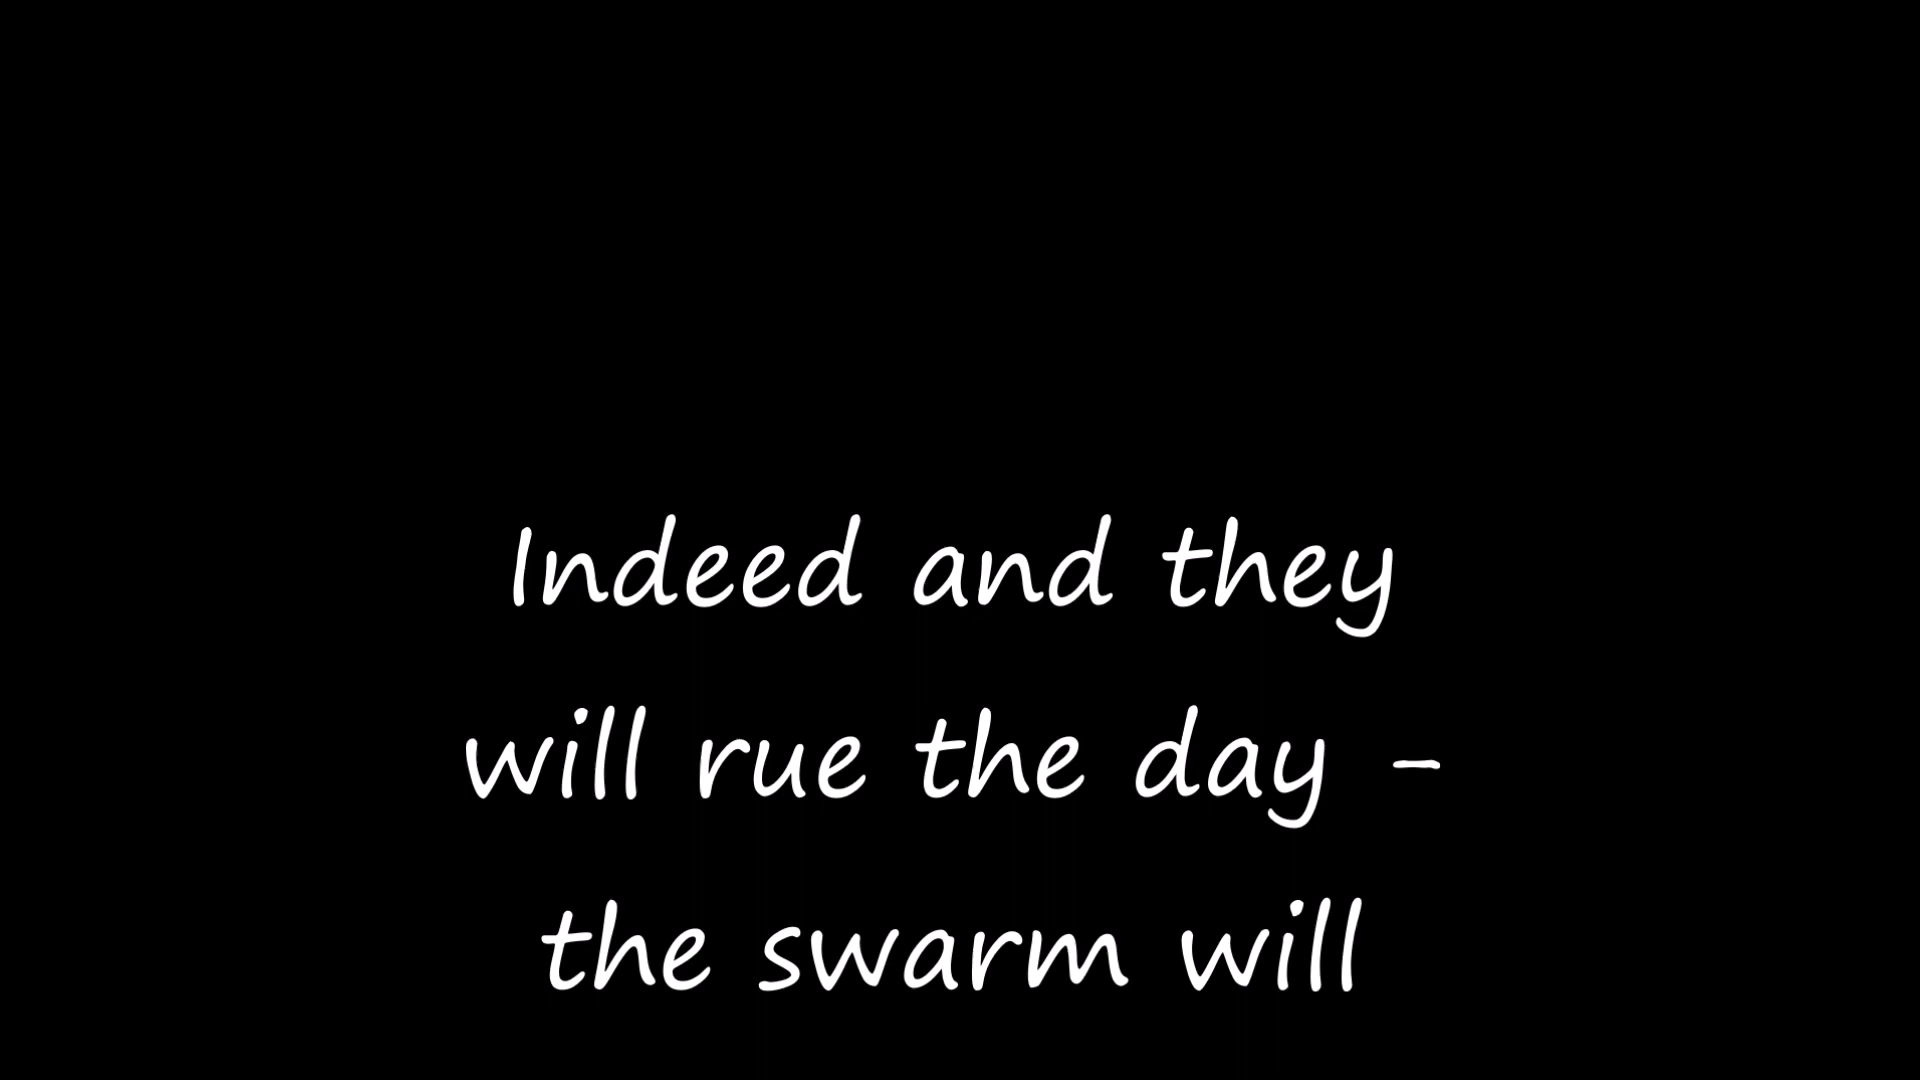 Indeed and they
will rue the day -
the swarm will